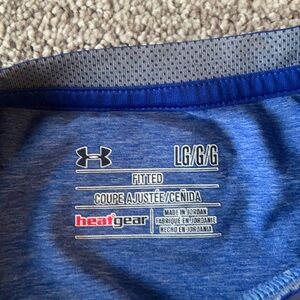 LG/G/G
FITTED
COUPE AJUSTÉE/CEÑIDA
heatgear
MADE IN JORDAN
FABRIQUÉ EN JORDANIE
HECHO EN JORDANIA